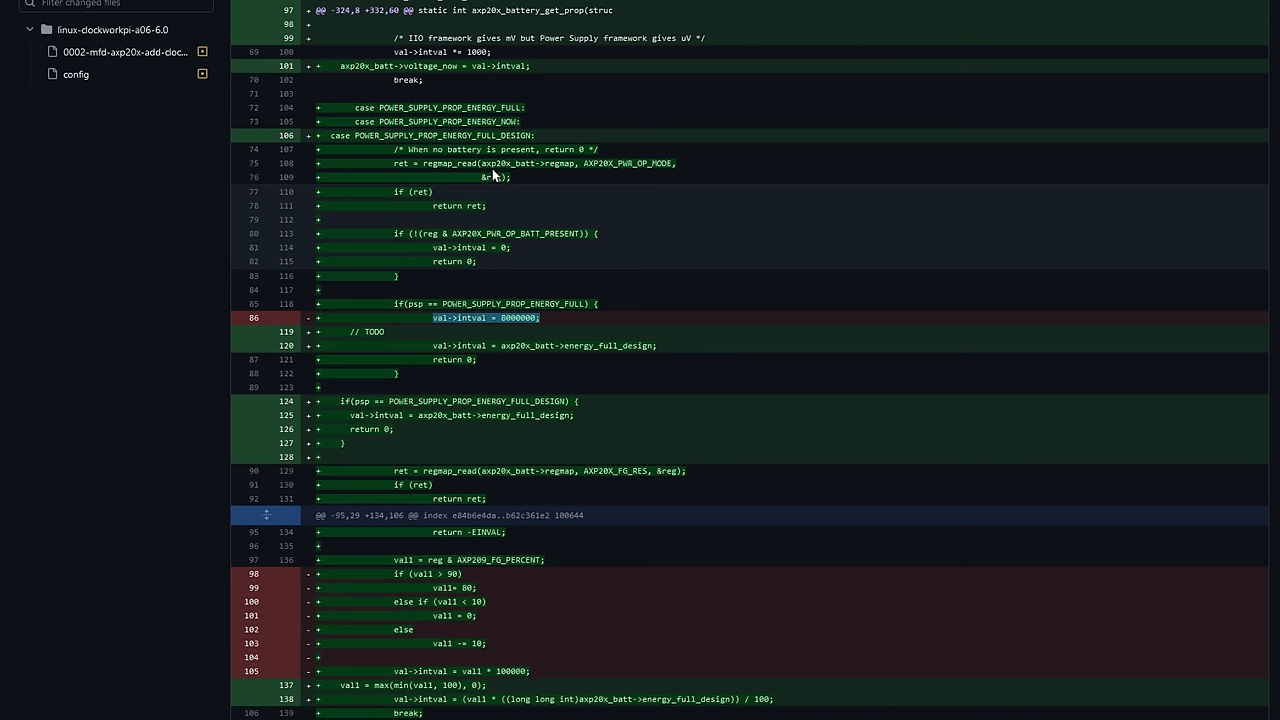 Filter changed files
linux-clockworkpi-a06-6.0
0002-mfd-axp20x-add-cloc...
config
97 + @@ -324,8 +332,60 @@ static int axp20x_battery_get_prop(struc
98 +
99 + /* IIO framework gives mV but Power Supply framework gives uV */
69 100 val->intval *= 1000;
101 + + axp20x_batt->voltage_now = val->intval;
70 102 break;
71 103
72 104 + case POWER_SUPPLY_PROP_ENERGY_FULL:
73 105 + case POWER_SUPPLY_PROP_ENERGY_NOW:
106 + + case POWER_SUPPLY_PROP_ENERGY_FULL_DESIGN:
74 107 + /* When no battery is present, return 0 */
75 108 + ret = regmap_read(axp20x_batt->regmap, AXP20X_PWR_OP_MODE,
76 109 + );
77 110 + if (ret)
78 111 + return ret;
79 112 +
80 113 + if (!(reg & AXP20X_PWR_OP_BATT_PRESENT)) {
81 114 + val->intval = 0;
82 115 + return 0;
83 116 + }
84 117 +
85 118 + if(psp == POWER_SUPPLY_PROP_ENERGY_FULL) {
86 - + val->intval = 8000000;
119 + + // TODO
120 + + val->intval = axp20x_batt->energy_full_design;
87 121 + return 0;
88 122 + }
89 123 +
124 + + if(psp == POWER_SUPPLY_PROP_ENERGY_FULL_DESIGN) {
125 + + val->intval = axp20x_batt->energy_full_design;
126 + + return 0;
127 + + }
128 + +
90 129 + ret = regmap_read(axp20x_batt->regmap, AXP20X_FG_RES, &reg);
91 130 + if (ret)
92 131 + return ret;
@@ -95,29 +134,106 @@ index e84b6e4da..b62c361e2 100644
95 134 + return -EINVAL;
96 135 +
97 136 + val1 = reg & AXP209_FG_PERCENT;
98 - + if (val1 > 90)
99 - + val1= 80;
100 - + else if (val1 < 10)
101 - + val1 = 0;
102 - + else
103 - + val1 -= 10;
104 - +
105 - + val->intval = val1 * 100000;
137 + + val1 = max(min(val1, 100), 0);
138 + + val->intval = (val1 * ((long long int)axp20x_batt->energy_full_design)) / 100;
106 139 + break;